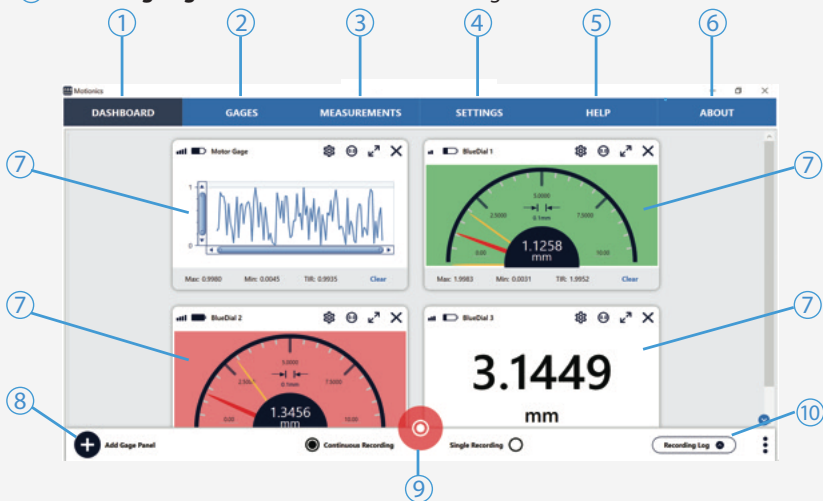 ① ② ③ ④ ⑤ ⑥
Motionics
DASHBOARD GAGES MEASUREMENTS SETTINGS HELP ABOUT
⑦ ⑦
Motor Gage
1
0
Max: 0.9980 Min: 0.0045 TIR: 0.9935 Clear
BlueDial 1
5.0000
2.5000 7.5000
0.1mm
0.00 10.00
1.1258
mm
Max: 1.9983 Min: 0.0031 TIR: 1.9952 Clear
⑦ ⑦
BlueDial 2
5.0000
7.5000
0.1mm
0.00 10.00
1.3456
mm
BlueDial 3
3.1449
mm
⑧ ⑩
Add Gage Panel Continuous Recording Single Recording Recording Log
⑨